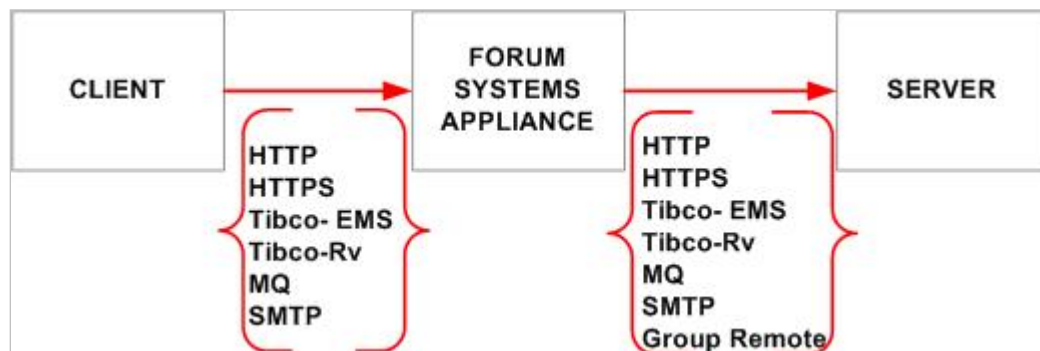 CLIENT
FORUM
SYSTEMS
APPLIANCE
SERVER
HTTP
HTTPS
Tibco- EMS
Tibco-Rv
MQ
SMTP
HTTP
HTTPS
Tibco- EMS
Tibco-Rv
MQ
SMTP
Group Remote